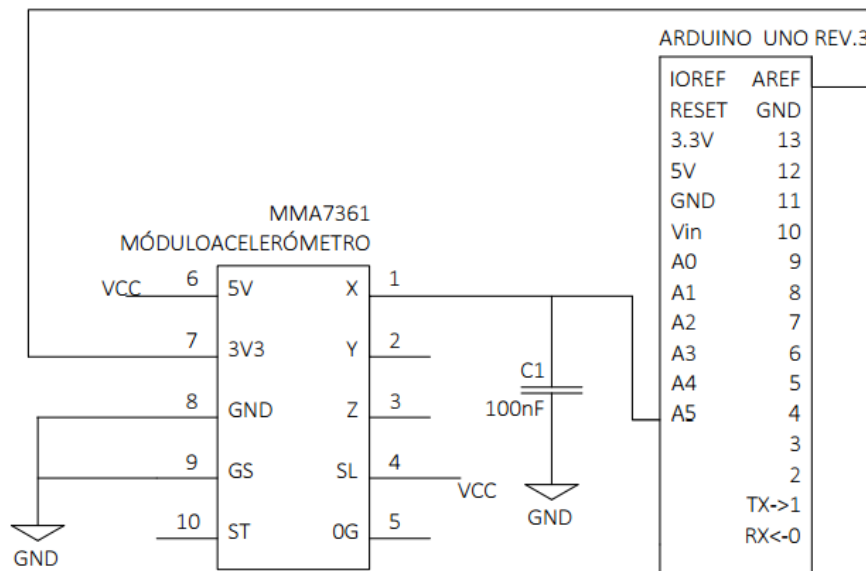 ARDUINO UNO REV.3
IOREF AREF
RESET GND
3.3V 13
5V 12
GND 11
Vin 10
A0 9
A1 8
A2 7
A3 6
A4 5
A5 4
3
2
TX->1
RX<-0
MMA7361
MÓDULOACELERÓMETRO
VCC 6 5V X 1
7 3V3 Y 2
8 GND Z 3
9 GS SL 4 VCC
10 ST 0G 5
GND
C1
100nF
GND